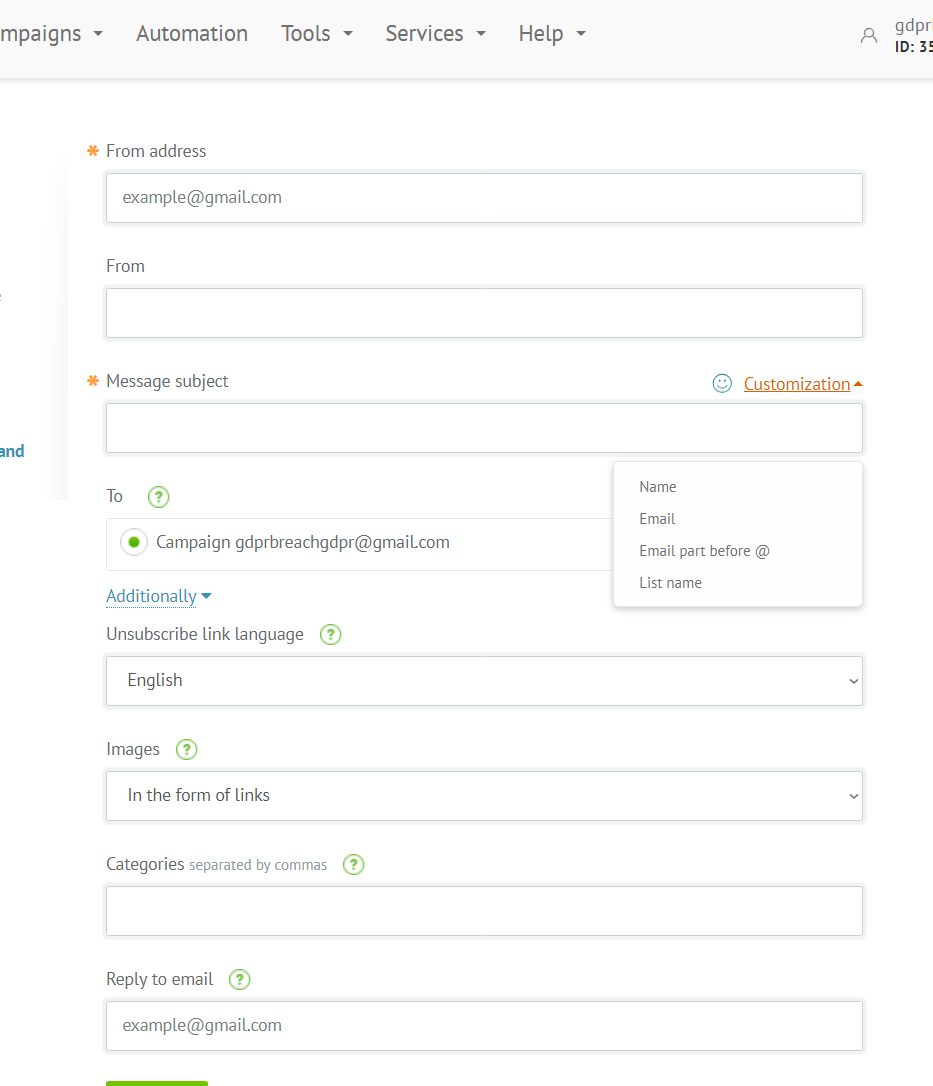 mpaigns Automation Tools Services Help
gdpr
ID: 35
* From address
example@gmail.com
From
* Message subject
Customization
Name
Email
Email part before @
List name
To ?
Campaign gdprbreachgdpr@gmail.com
Additionally
Unsubscribe link language ?
English
Images ?
In the form of links
Categories separated by commas ?
Reply to email ?
example@gmail.com
and